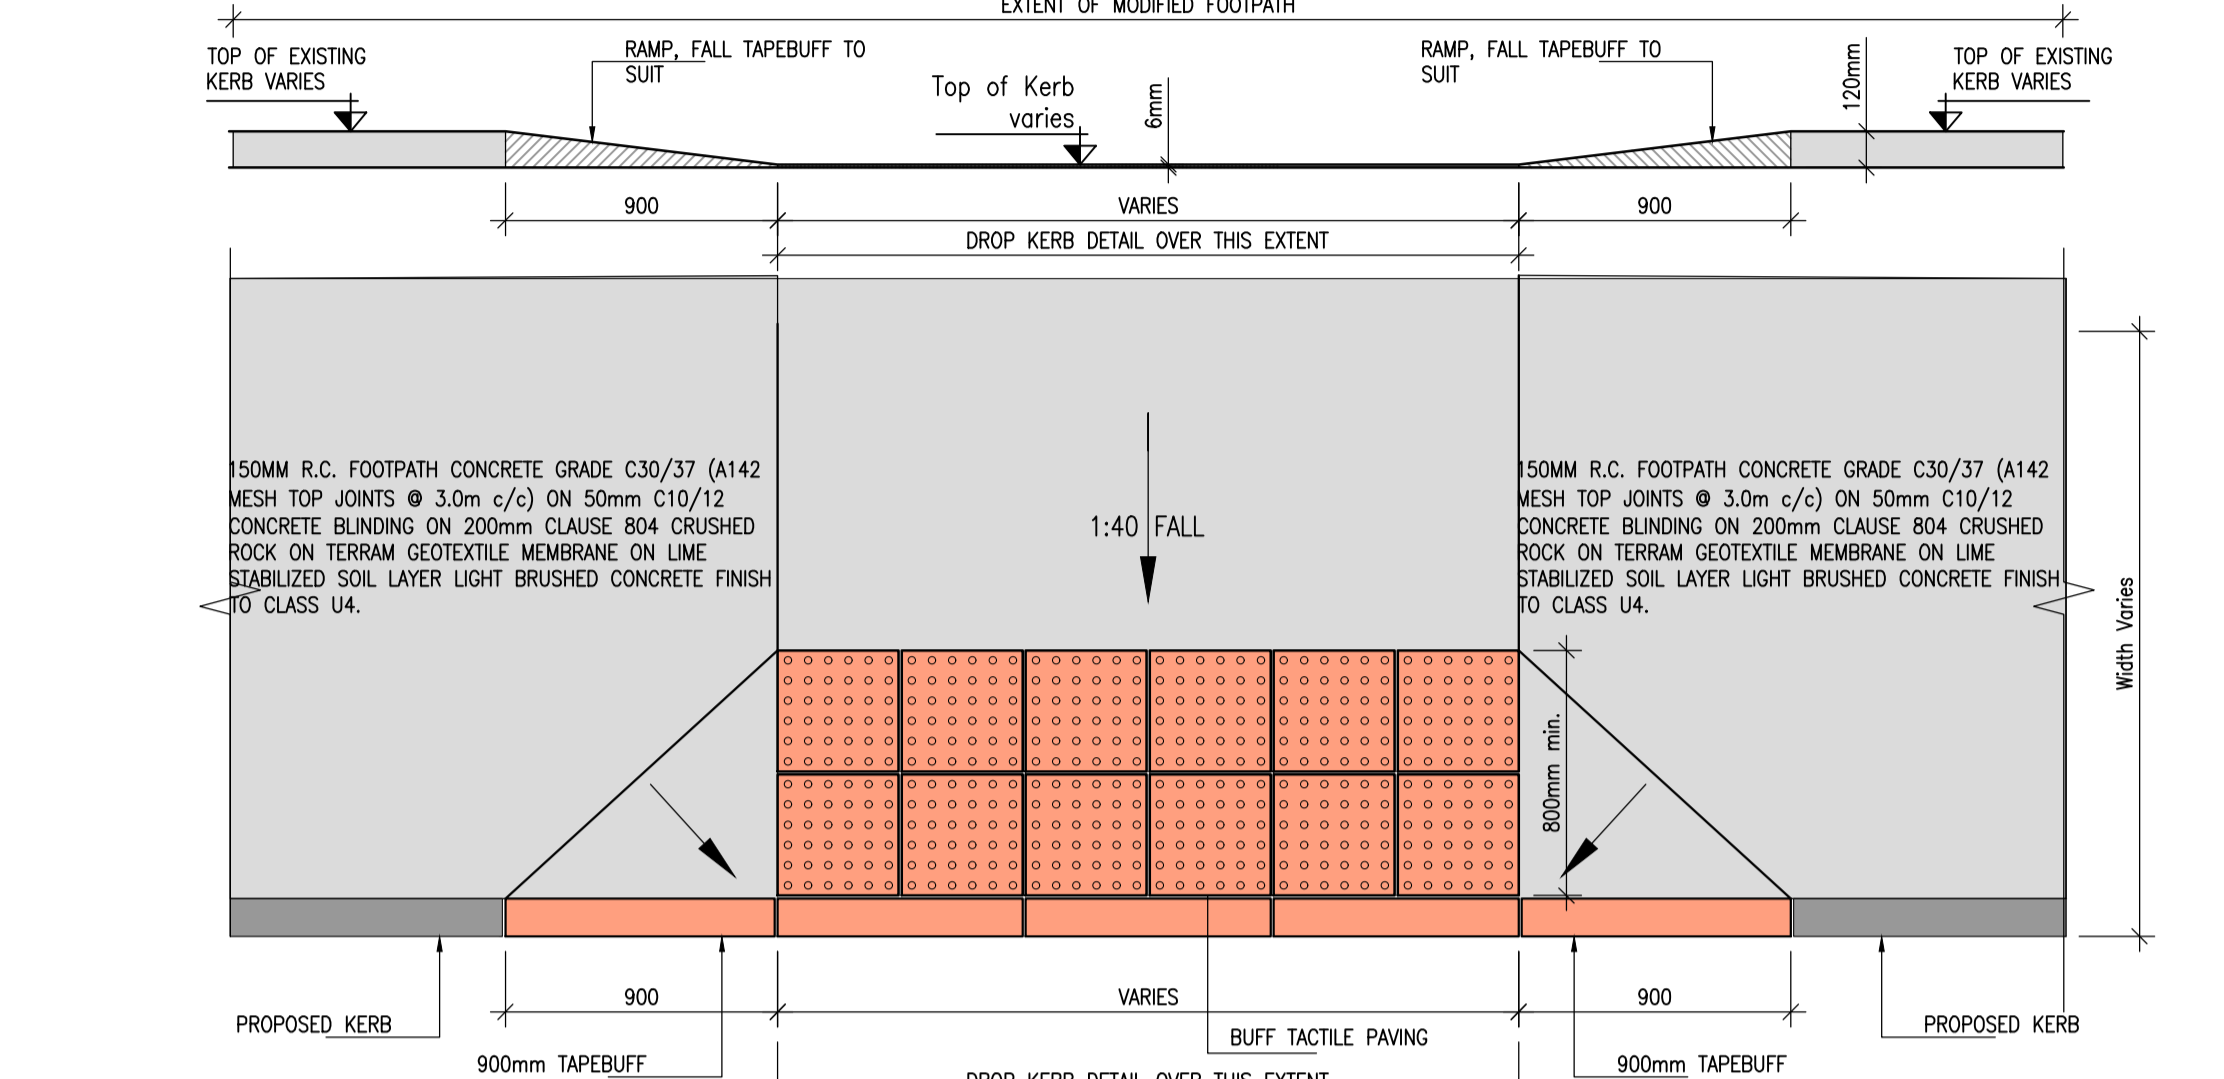 EXTENT OF MODIFIED FOOTPATH
TOP OF EXISTING
KERB VARIES
RAMP, FALL TAPEBUFF TO
SUIT
Top of Kerb
varies
6mm
RAMP, FALL TAPEBUFF TO
SUIT
120mm
TOP OF EXISTING
KERB VARIES
900
VARIES
900
DROP KERB DETAIL OVER THIS EXTENT
150MM R.C. FOOTPATH CONCRETE GRADE C30/37 (A142
MESH TOP JOINTS @ 3.0m c/c) ON 50mm C10/12
CONCRETE BLINDING ON 200mm CLAUSE 804 CRUSHED
ROCK ON TERRAM GEOTEXTILE MEMBRANE ON LIME
STABILIZED SOIL LAYER LIGHT BRUSHED CONCRETE FINISH
TO CLASS U4.
1:40 FALL
150MM R.C. FOOTPATH CONCRETE GRADE C30/37 (A142
MESH TOP JOINTS @ 3.0m c/c) ON 50mm C10/12
CONCRETE BLINDING ON 200mm CLAUSE 804 CRUSHED
ROCK ON TERRAM GEOTEXTILE MEMBRANE ON LIME
STABILIZED SOIL LAYER LIGHT BRUSHED CONCRETE FINISH
TO CLASS U4.
Width Varies
800mm min.
900
VARIES
900
PROPOSED KERB
900mm TAPEBUFF
BUFF TACTILE PAVING
900mm TAPEBUFF
PROPOSED KERB
DROP KERB DETAIL OVER THIS EXTENT